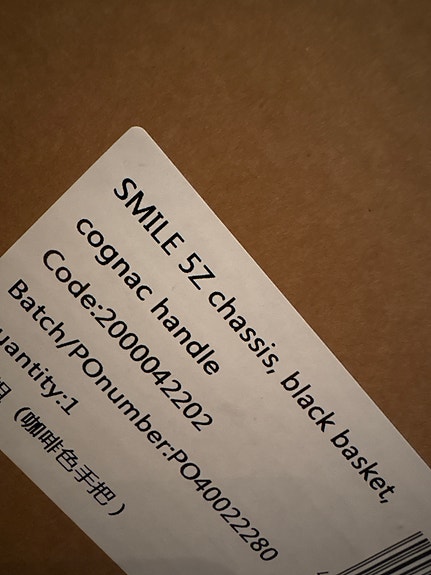 SMILE 5Z chassis, black basket,
cognac handle
Code:2000042202
Batch/POnumber:PO40022280
uantity:1
（咖啡色手把）